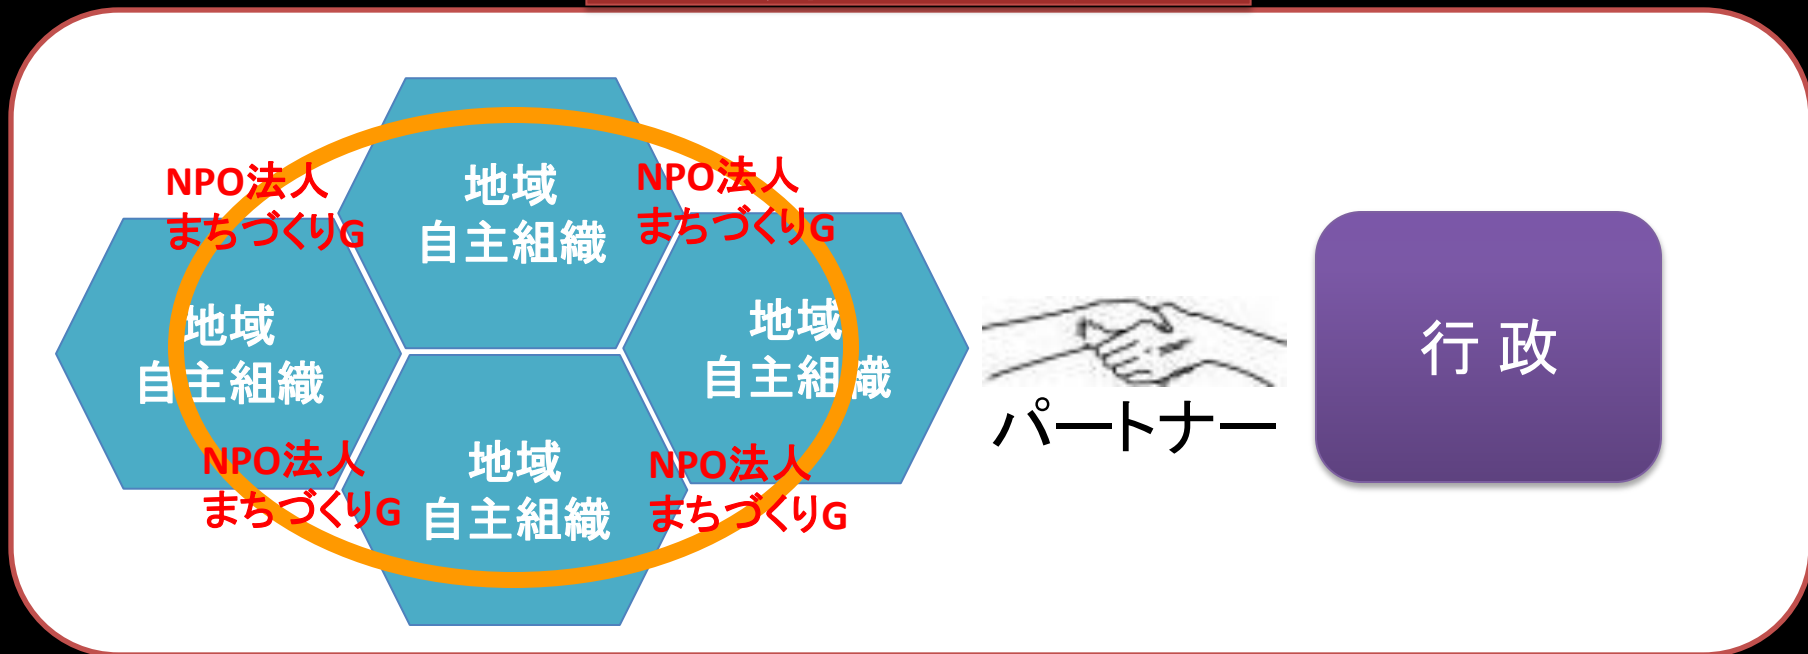 地域
自主組織
NPO法人
まちづくりG
NPO法人
まちづくりG
地域
自主組織
地域
自主組織
NPO法人
まちづくりG
地域
自主組織
NPO法人
まちづくりG
パートナー
行 政